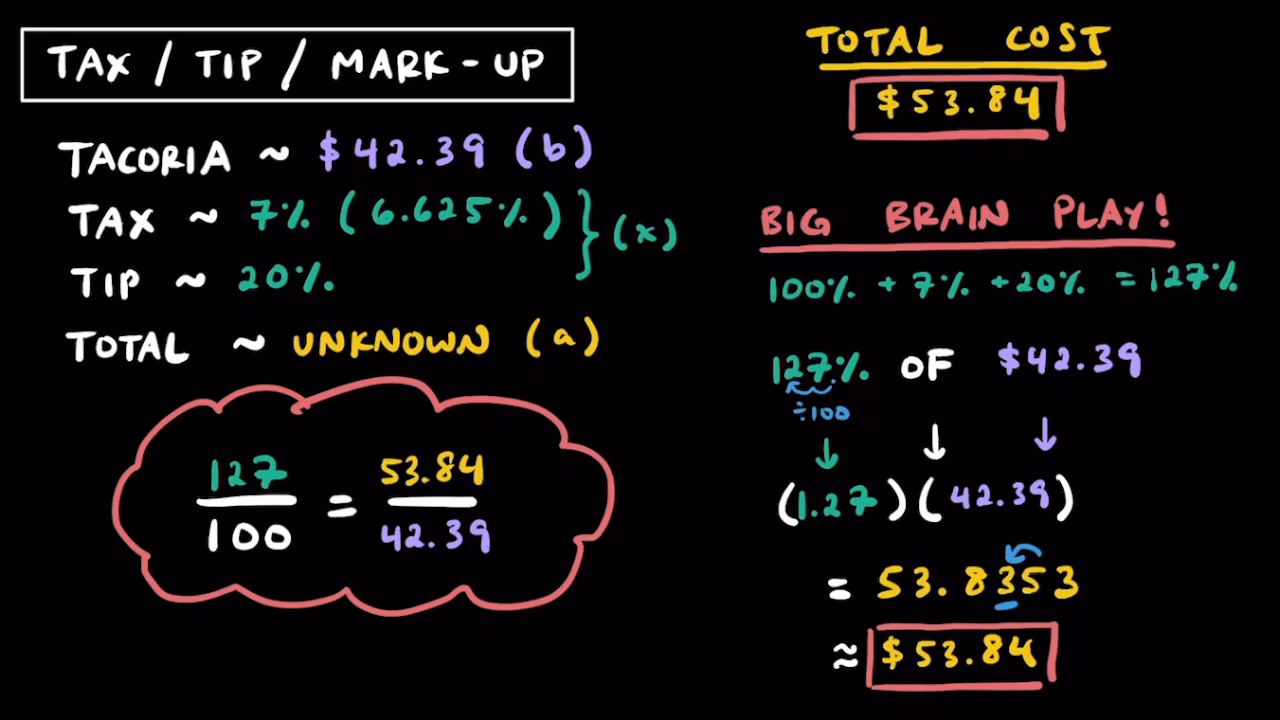 TAX / TIP / MARK-UP
TACORIA ~ $42.39 (b)
TAX ~ 7% (6.625%) } (x)
TIP ~ 20%.
TOTAL ~ UNKNOWN (a)
127
100
=
53.84
42.39
TOTAL COST
$53.84
BIG BRAIN PLAY!
100% + 7% + 20% = 127%
127% OF $42.39
÷100
(1.27)(42.39)
= 53.8353
≈ $53.84